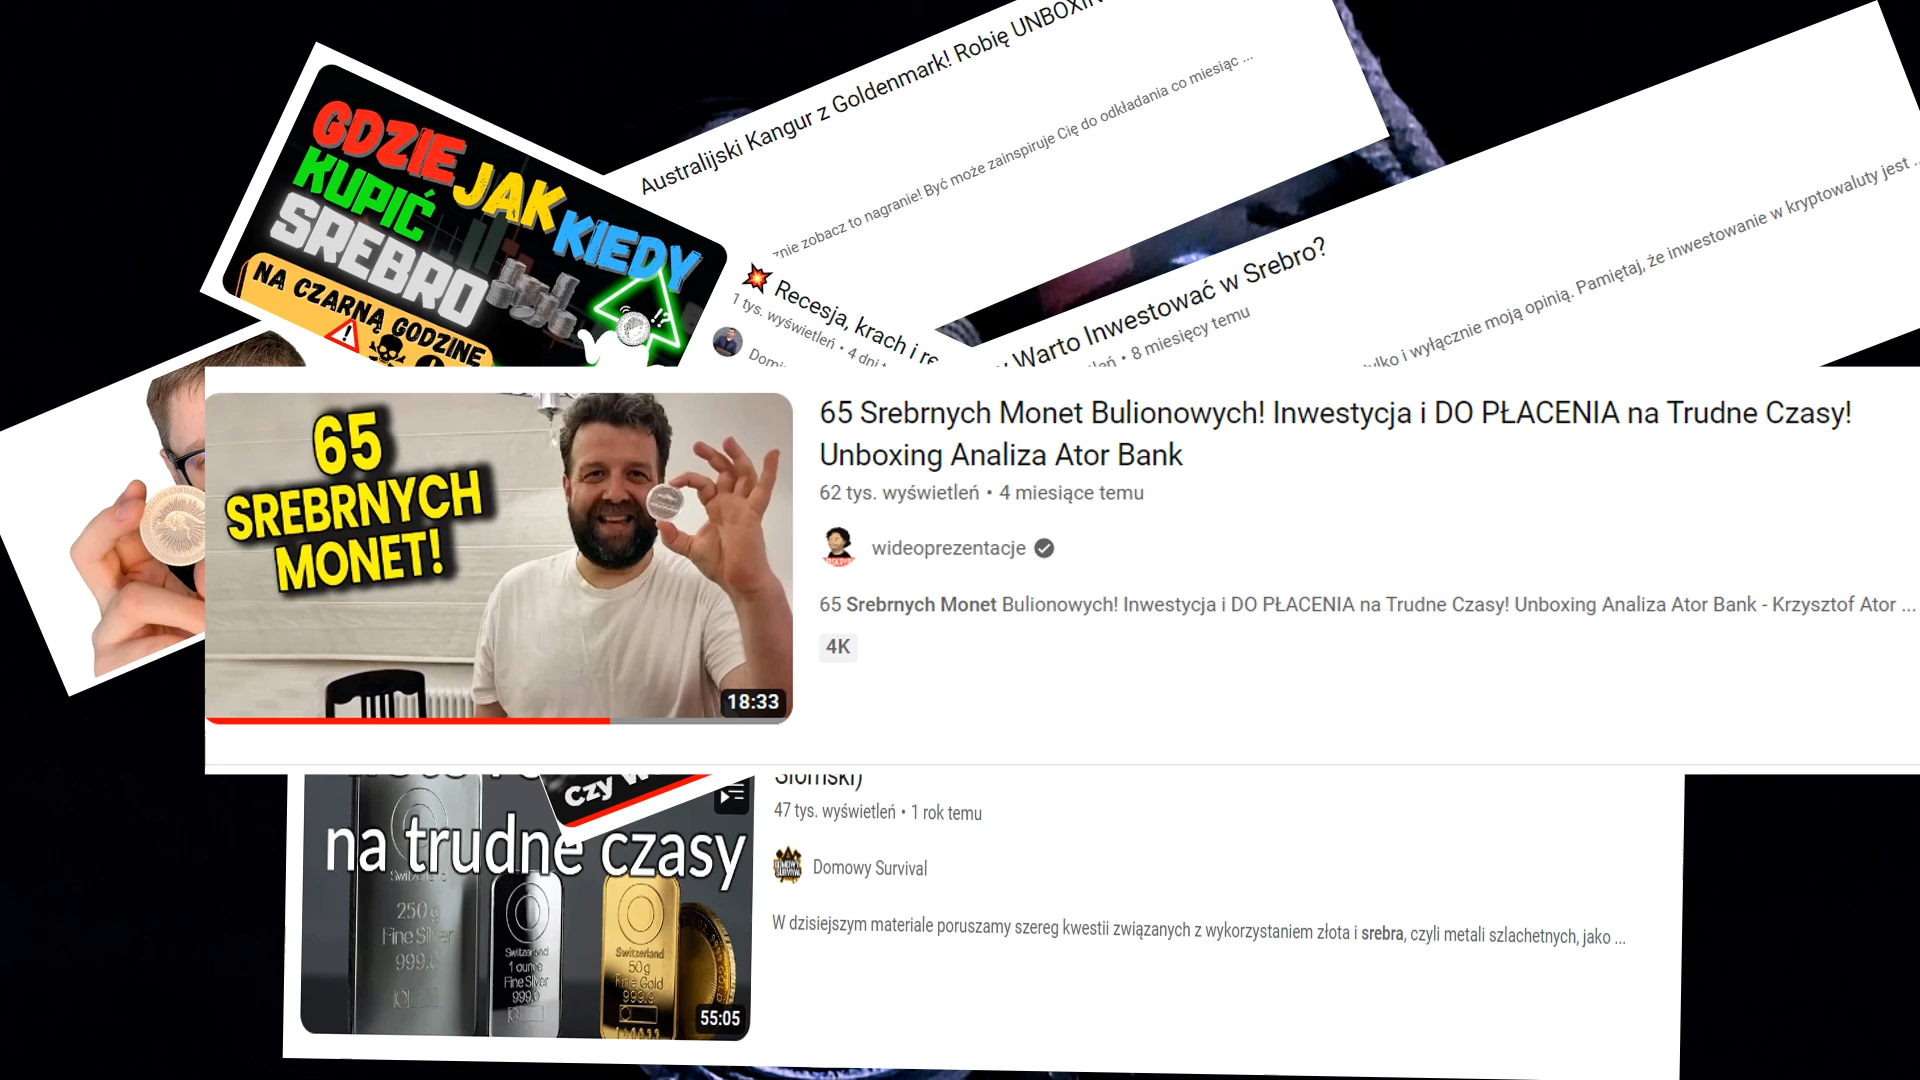 Australijski Kangur z Goldenmark! Robię
znie zobacz to nagranie! Być może zainspiruje Cię do odkładania co miesiąc ...
GDZIE JAK
KUPIĆ KIEDY
SREBRO
NA CZARNĄ GODZINĘ
!?
💥 Recesja, krach i
1 tys. wyświetleń • 4 dni
Warto Inwestować w Srebro?
• 8 miesięcy temu
tylko i wyłącznie moją opinią. Pamiętaj, że inwestowanie w kryptowaluty jest ...
65
SREBRNYCH
MONET!
18:33
65 Srebrnych Monet Bulionowych! Inwestycja i DO PŁACENIA na Trudne Czasy!
Unboxing Analiza Ator Bank
62 tys. wyświetleń • 4 miesiące temu
wideoprezentacje
65 Srebrnych Monet Bulionowych! Inwestycja i DO PŁACENIA na Trudne Czasy! Unboxing Analiza Ator Bank - Krzysztof Ator ...
4K
Czy
na trudne czasy
250 g
Fine Silver
999.0
Switzerland
1 ounce
Fine Silver
999.0
Switzerland
50 g
Fine Gold
999.9
55:05
Słomski)
47 tys. wyświetleń • 1 rok temu
Domowy Survival
W dzisiejszym materiale poruszamy szereg kwestii związanych z wykorzystaniem złota i srebra, czyli metali szlachetnych, jako ...